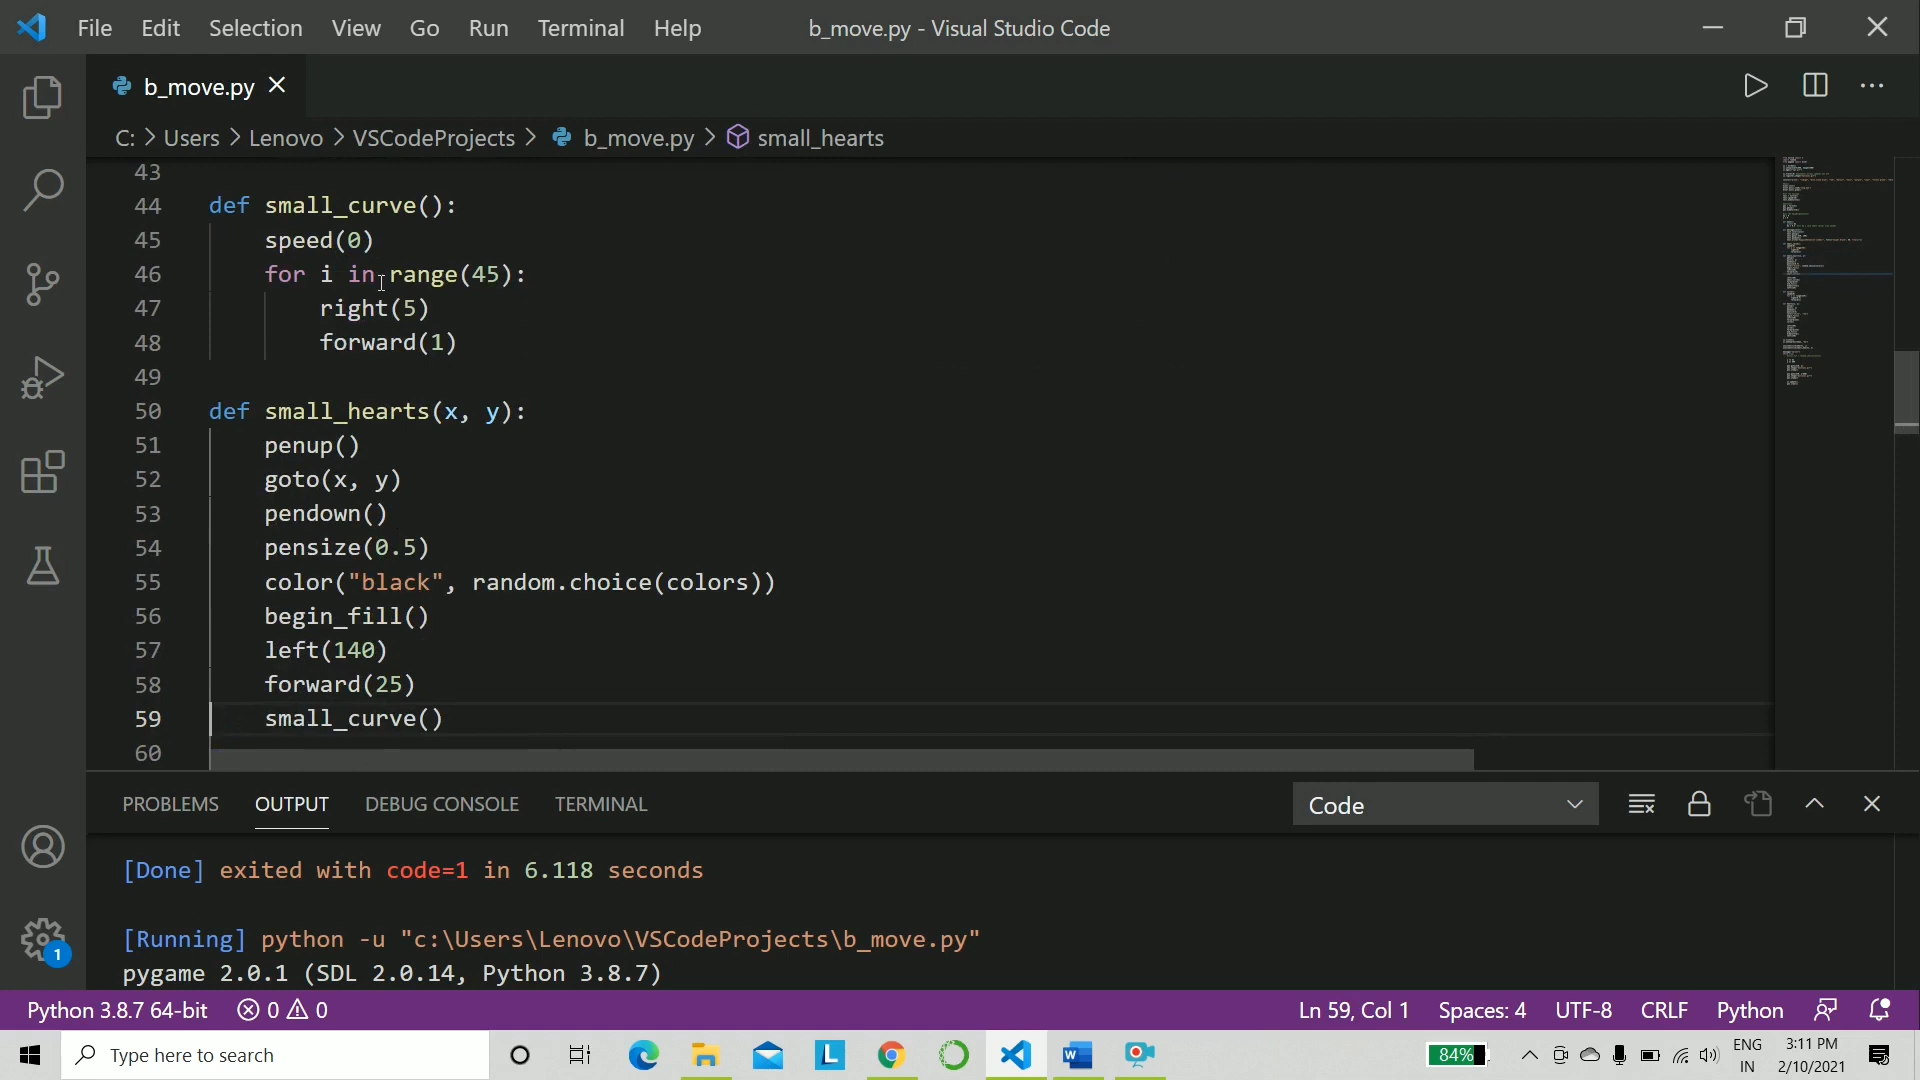 File Edit Selection View Go Run Terminal Help b_move.py - Visual Studio Code
b_move.py
C: > Users > Lenovo > VSCodeProjects > b_move.py > small_hearts
43
44 def small_curve():
45 speed(0)
46 for i in range(45):
47 right(5)
48 forward(1)
49
50 def small_hearts(x, y):
51 penup()
52 goto(x, y)
53 pendown()
54 pensize(0.5)
55 color("black", random.choice(colors))
56 begin_fill()
57 left(140)
58 forward(25)
59 small_curve()
60
PROBLEMS OUTPUT DEBUG CONSOLE TERMINAL Code
[Done] exited with code=1 in 6.118 seconds
[Running] python -u "c:\Users\Lenovo\VSCodeProjects\b_move.py"
pygame 2.0.1 (SDL 2.0.14, Python 3.8.7)
1
Python 3.8.7 64-bit 0 0 Ln 59, Col 1 Spaces: 4 UTF-8 CRLF Python
Type here to search
L
W
84%
ENG
IN
3:11 PM
2/10/2021